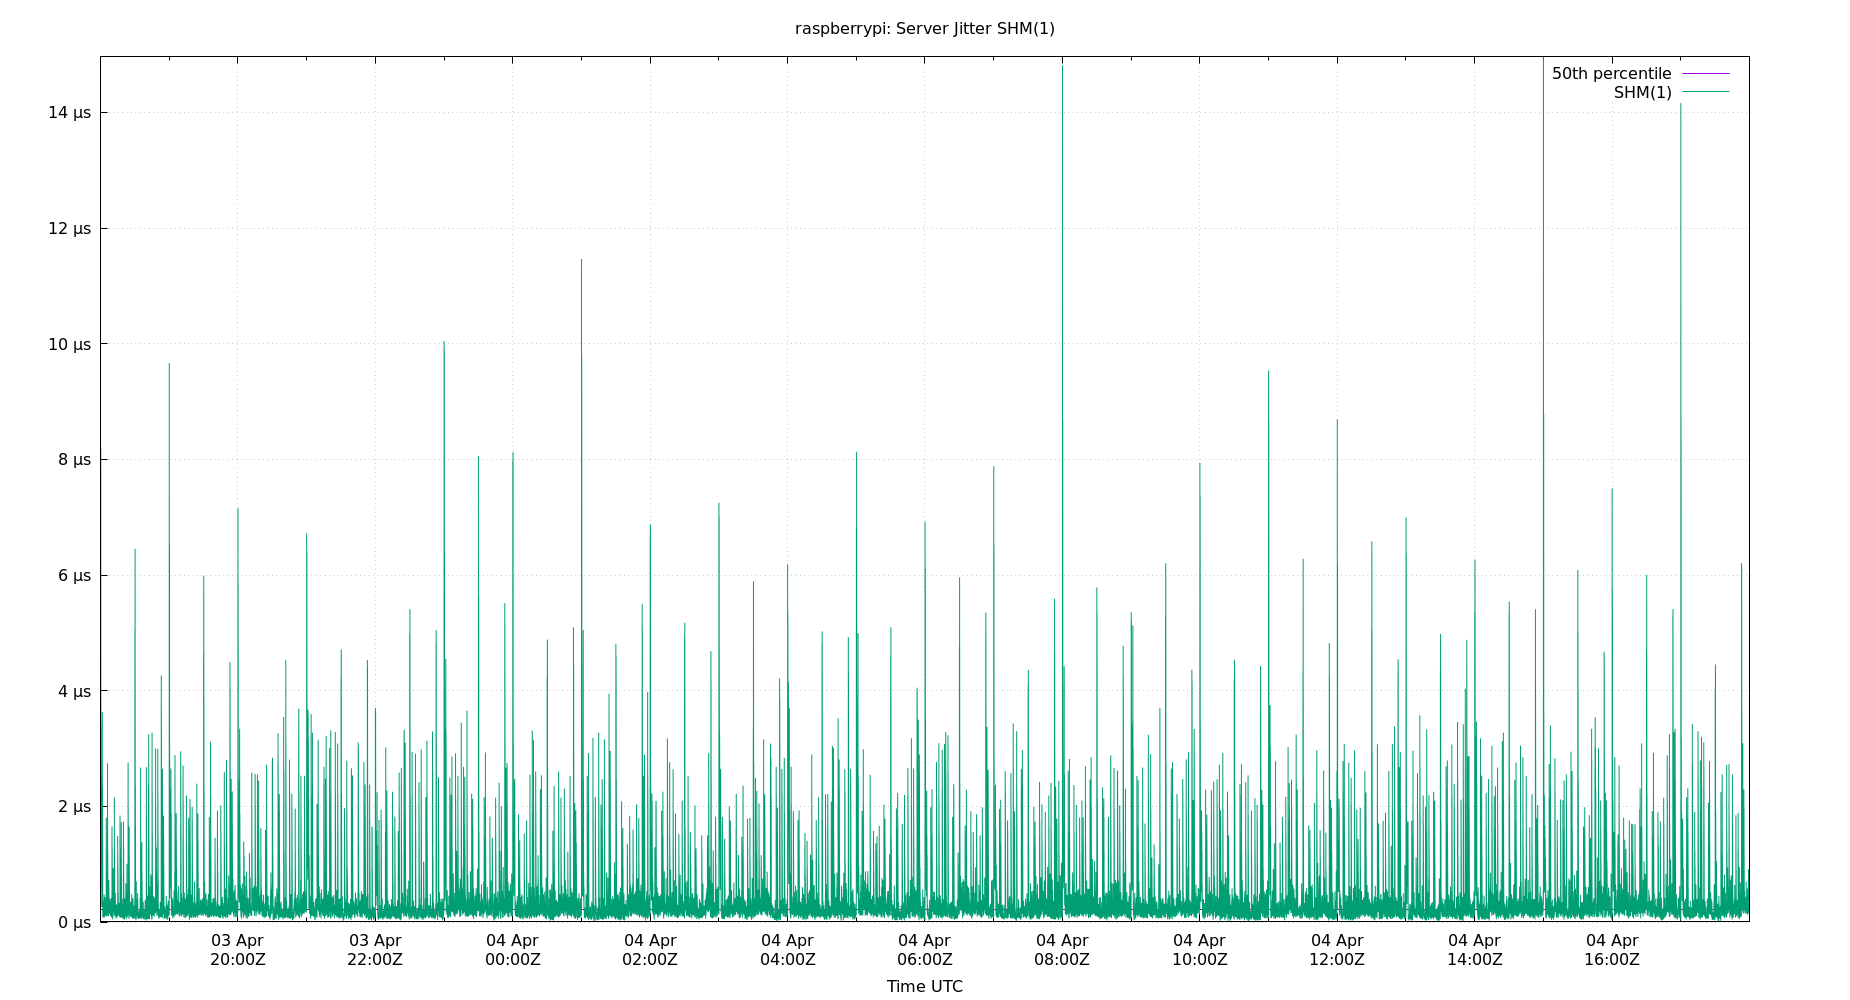 raspberrypi: Server Jitter SHM(1)
50th percentile
SHM(1)
14 µs
12 µs
10 µs
8 µs
6 µs
4 µs
2 µs
0 µs
03 Apr 03 Apr 04 Apr 04 Apr 04 Apr 04 Apr 04 Apr 04 Apr 04 Apr 04 Apr 04 Apr
20:00Z 22:00Z 00:00Z 02:00Z 04:00Z 06:00Z 08:00Z 10:00Z 12:00Z 14:00Z 16:00Z
Time UTC